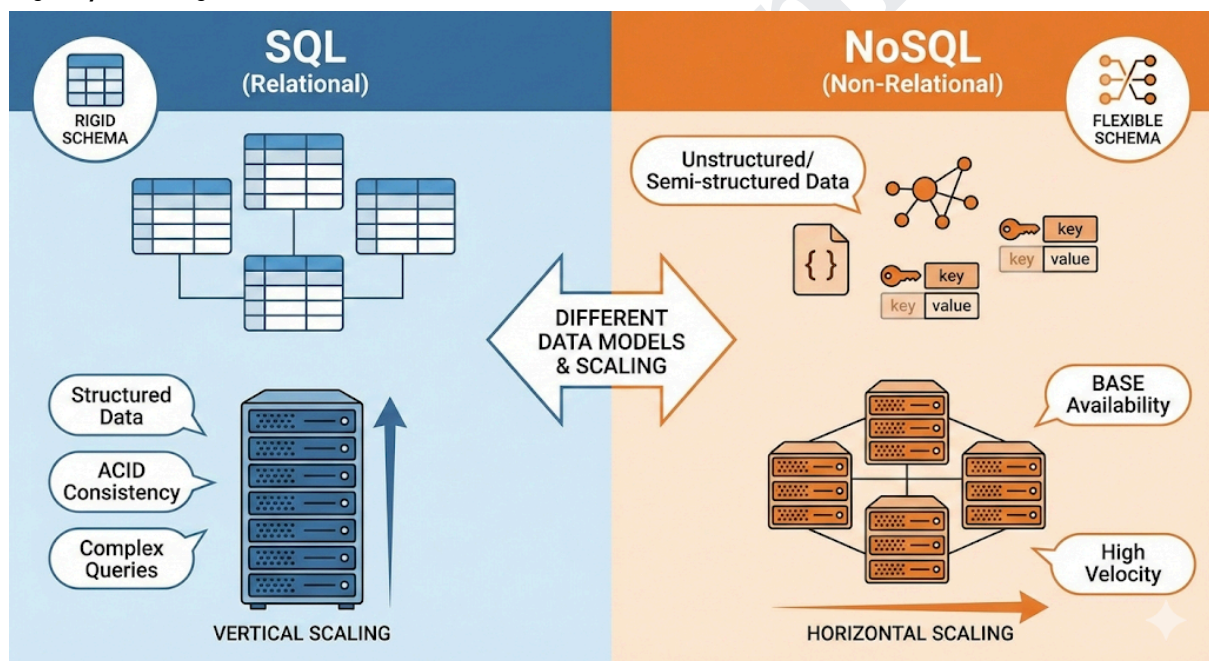 SQL
(Relational)
RIGID
SCHEMA
Structured
Data
ACID
Consistency
Complex
Queries
VERTICAL SCALING
DIFFERENT
DATA MODELS
& SCALING
NoSQL
(Non-Relational)
FLEXIBLE
SCHEMA
Unstructured/
Semi-structured Data
{ }
key
key value
key
key value
BASE
Availability
High
Velocity
HORIZONTAL SCALING